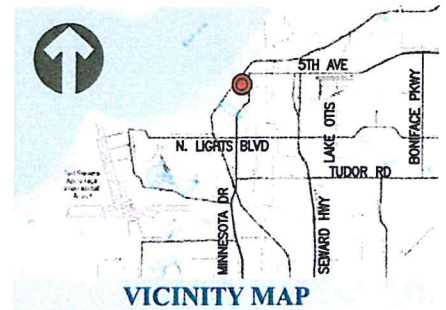 5TH AVE
N. LIGHTS BLVD
LAKE OTIS
BONIFACE PKWY
TUDOR RD
MINNESOTA DR
SEWARD HWY
VICINITY MAP